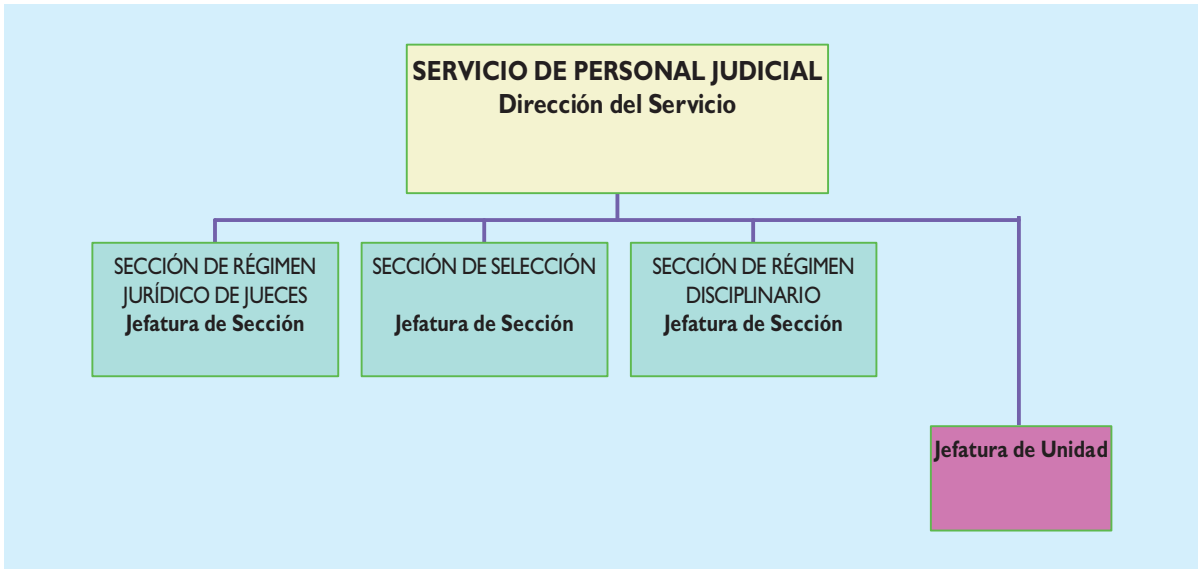 SERVICIO DE PERSONAL JUDICIAL
Dirección del Servicio
SECCIÓN DE RÉGIMEN
JURÍDICO DE JUECES
Jefatura de Sección
SECCIÓN DE SELECCIÓN
Jefatura de Sección
SECCIÓN DE RÉGIMEN
DISCIPLINARIO
Jefatura de Sección
Jefatura de Unidad